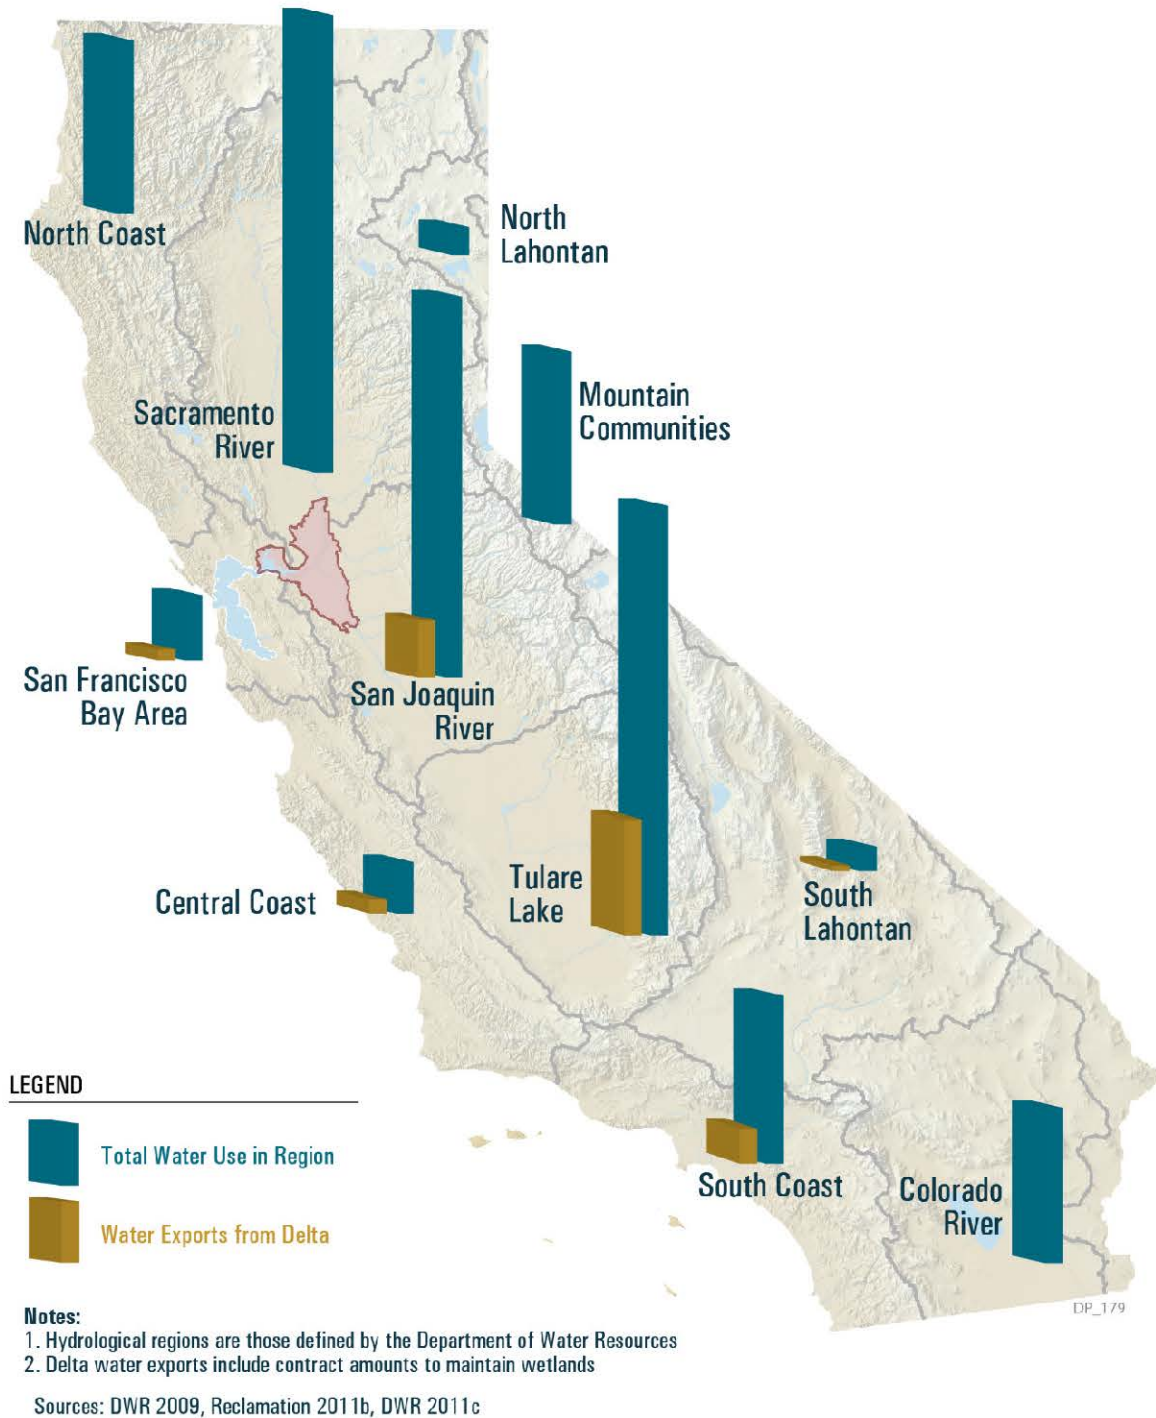 North Coast
North
Lahontan
Sacramento
River
Mountain
Communities
San Francisco
Bay Area
San Joaquin
River
Central Coast
Tulare
Lake
South
Lahontan
South Coast
Colorado
River
LEGEND
Total Water Use in Region
Water Exports from Delta
DP_179
Notes:
1. Hydrological regions are those defined by the Department of Water Resources
2. Delta water exports include contract amounts to maintain wetlands
Sources: DWR 2009, Reclamation 2011b, DWR 2011c